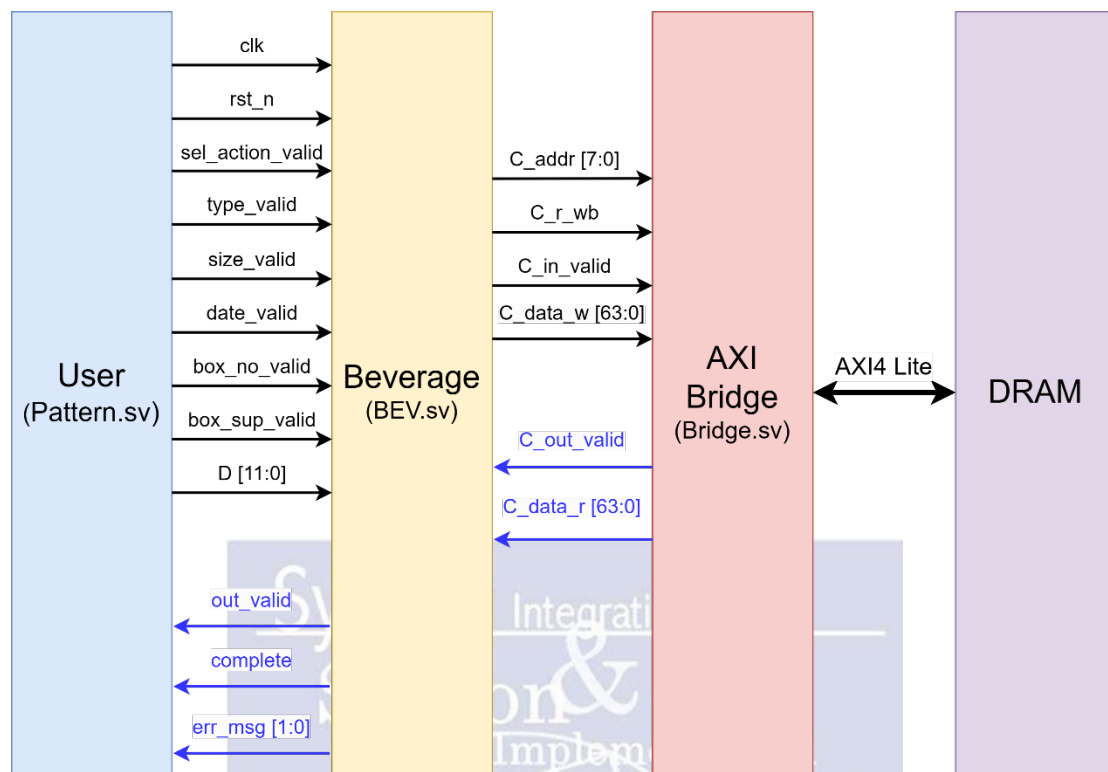 clk
rst_n
sel_action_valid
type_valid
size_valid
date_valid
box_no_valid
box_sup_valid
D [11:0]
out_valid
complete
err_msg [1:0]
User
(Pattern.sv)
Beverage
(BEV.sv)
C_addr [7:0]
C_r_wb
C_in_valid
C_data_w [63:0]
C_out_valid
C_data_r [63:0]
AXI
Bridge
(Bridge.sv)
AXI4 Lite
DRAM
Integrati
&